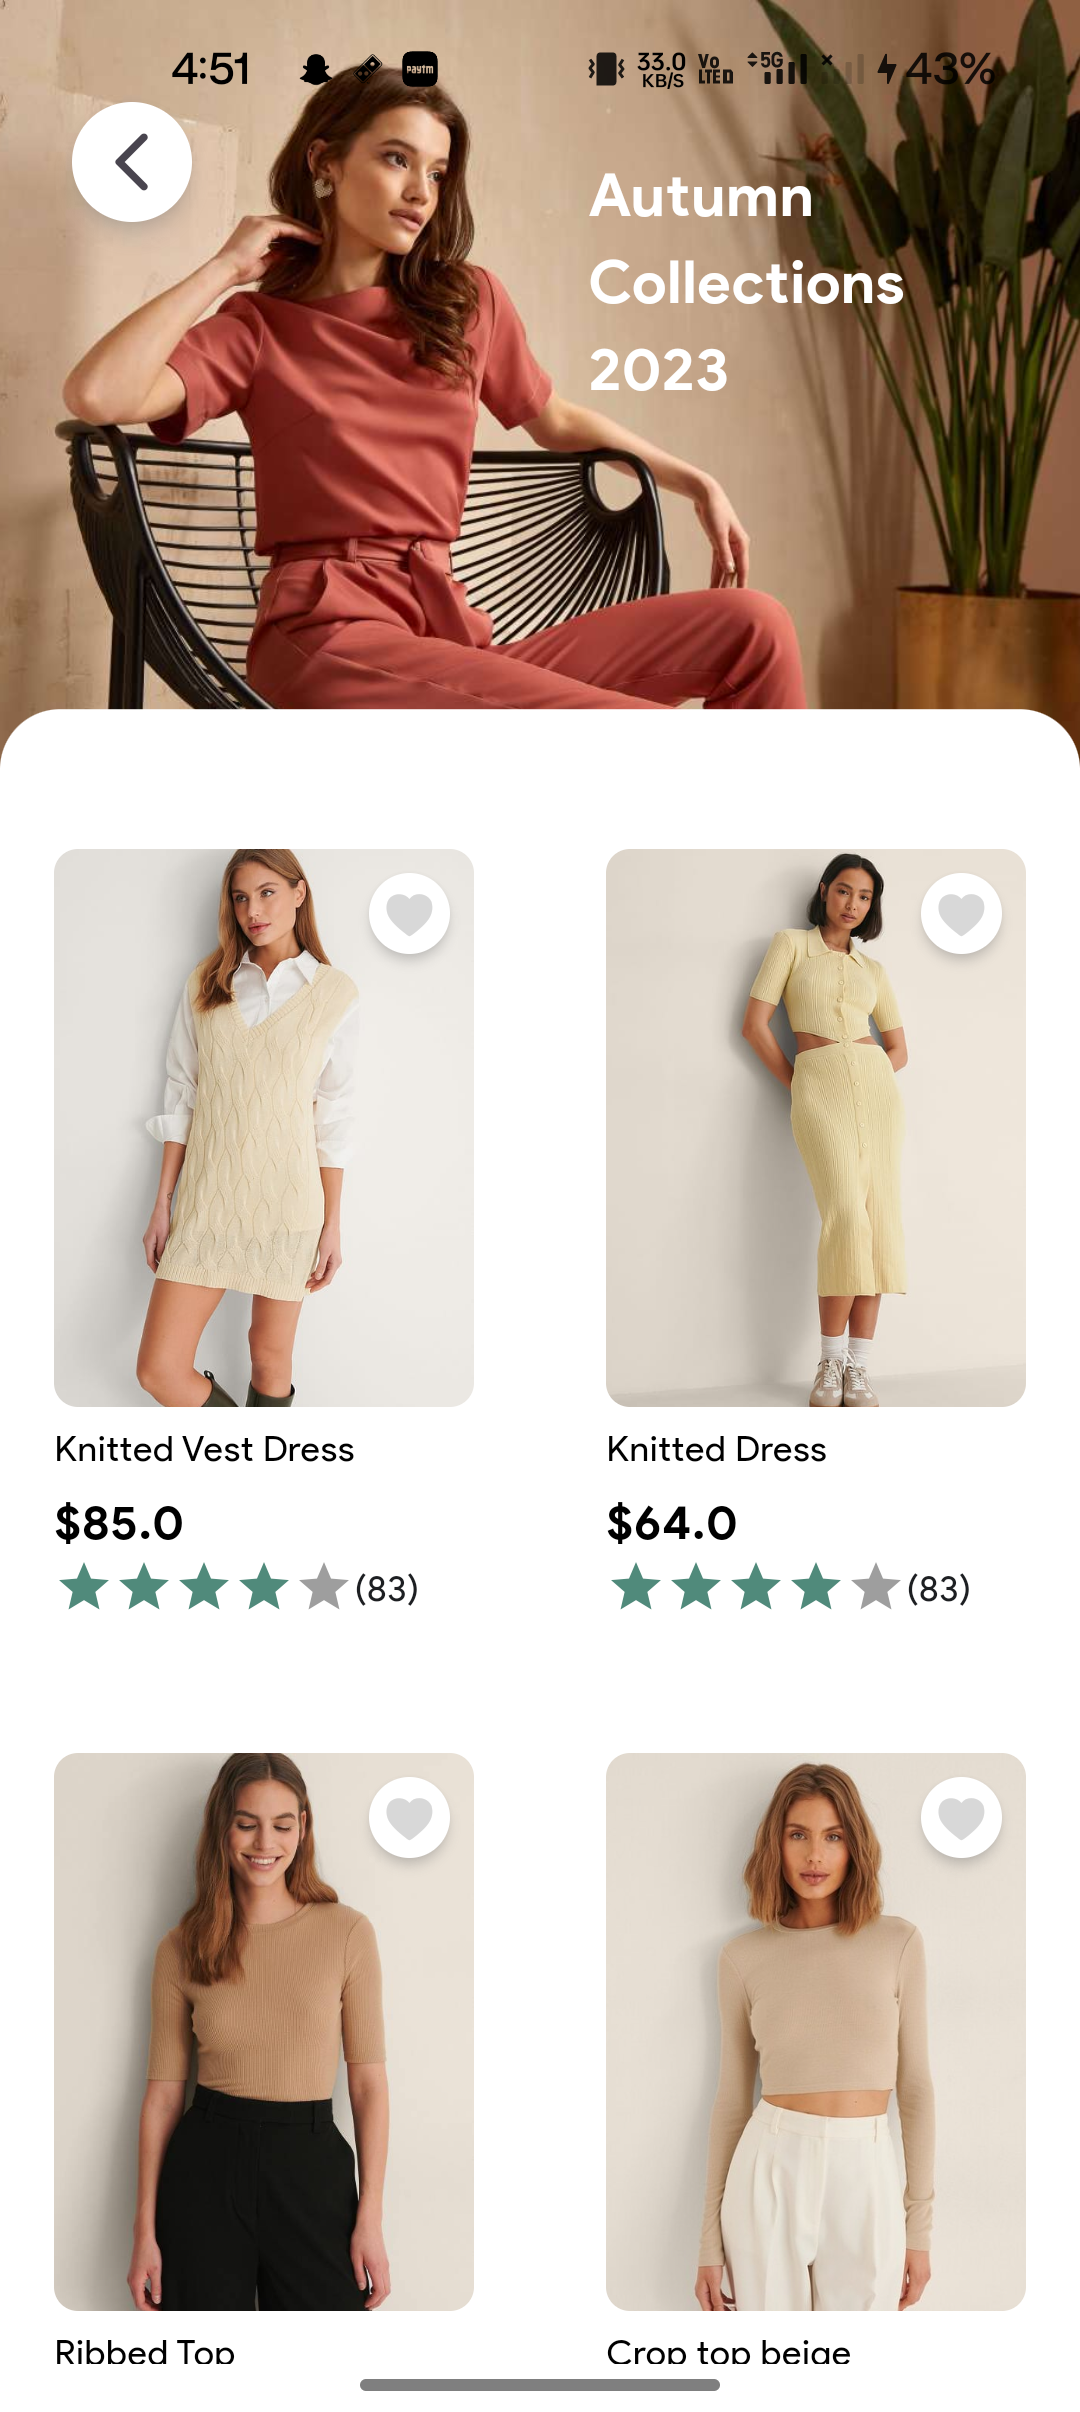 4:51
paytm
33.0
KB/S
Vo
LTE
5G
43%
Autumn
Collections
2023
Knitted Vest Dress
Knitted Dress
$85.0
$64.0
(83)
(83)
Ribbed Top
Crop top beige